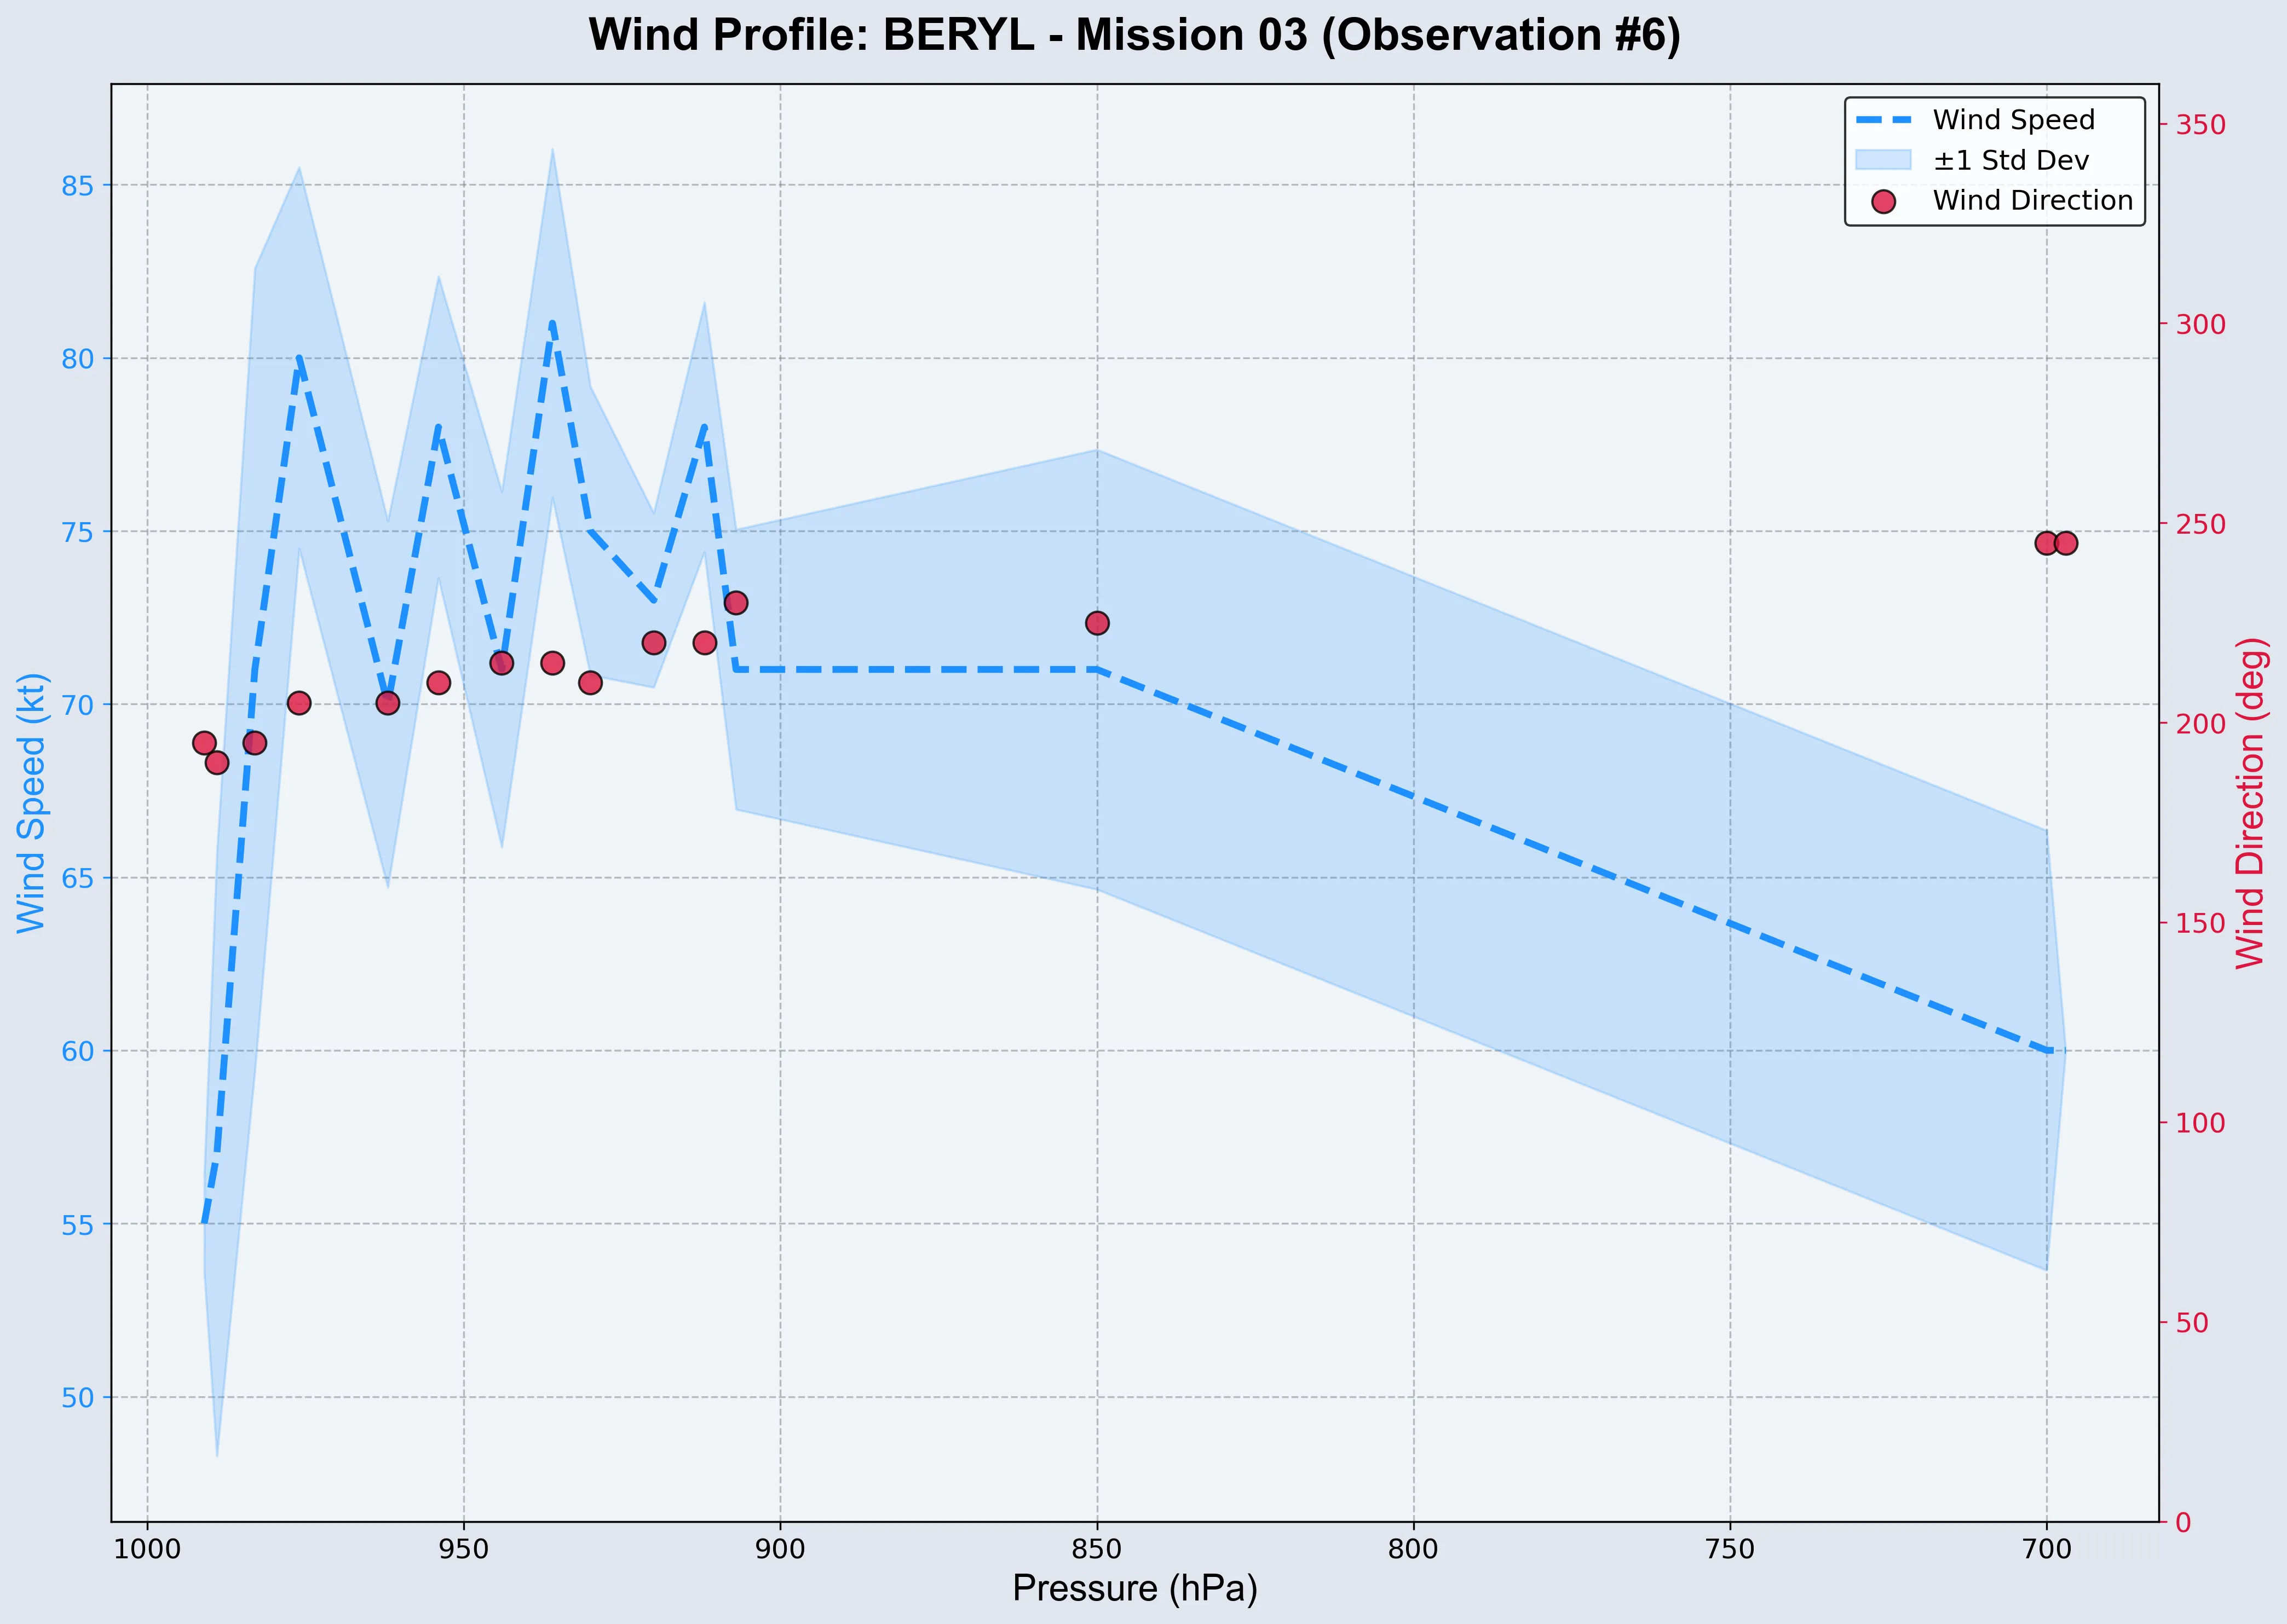 Wind Profile: BERYL - Mission 03 (Observation #6)
Wind Speed
±1 Std Dev
Wind Direction
85
80
75
70
65
60
55
50
Wind Speed (kt)
350
300
250
200
150
100
50
0
Wind Direction (deg)
1000 950 900 850 800 750 700
Pressure (hPa)